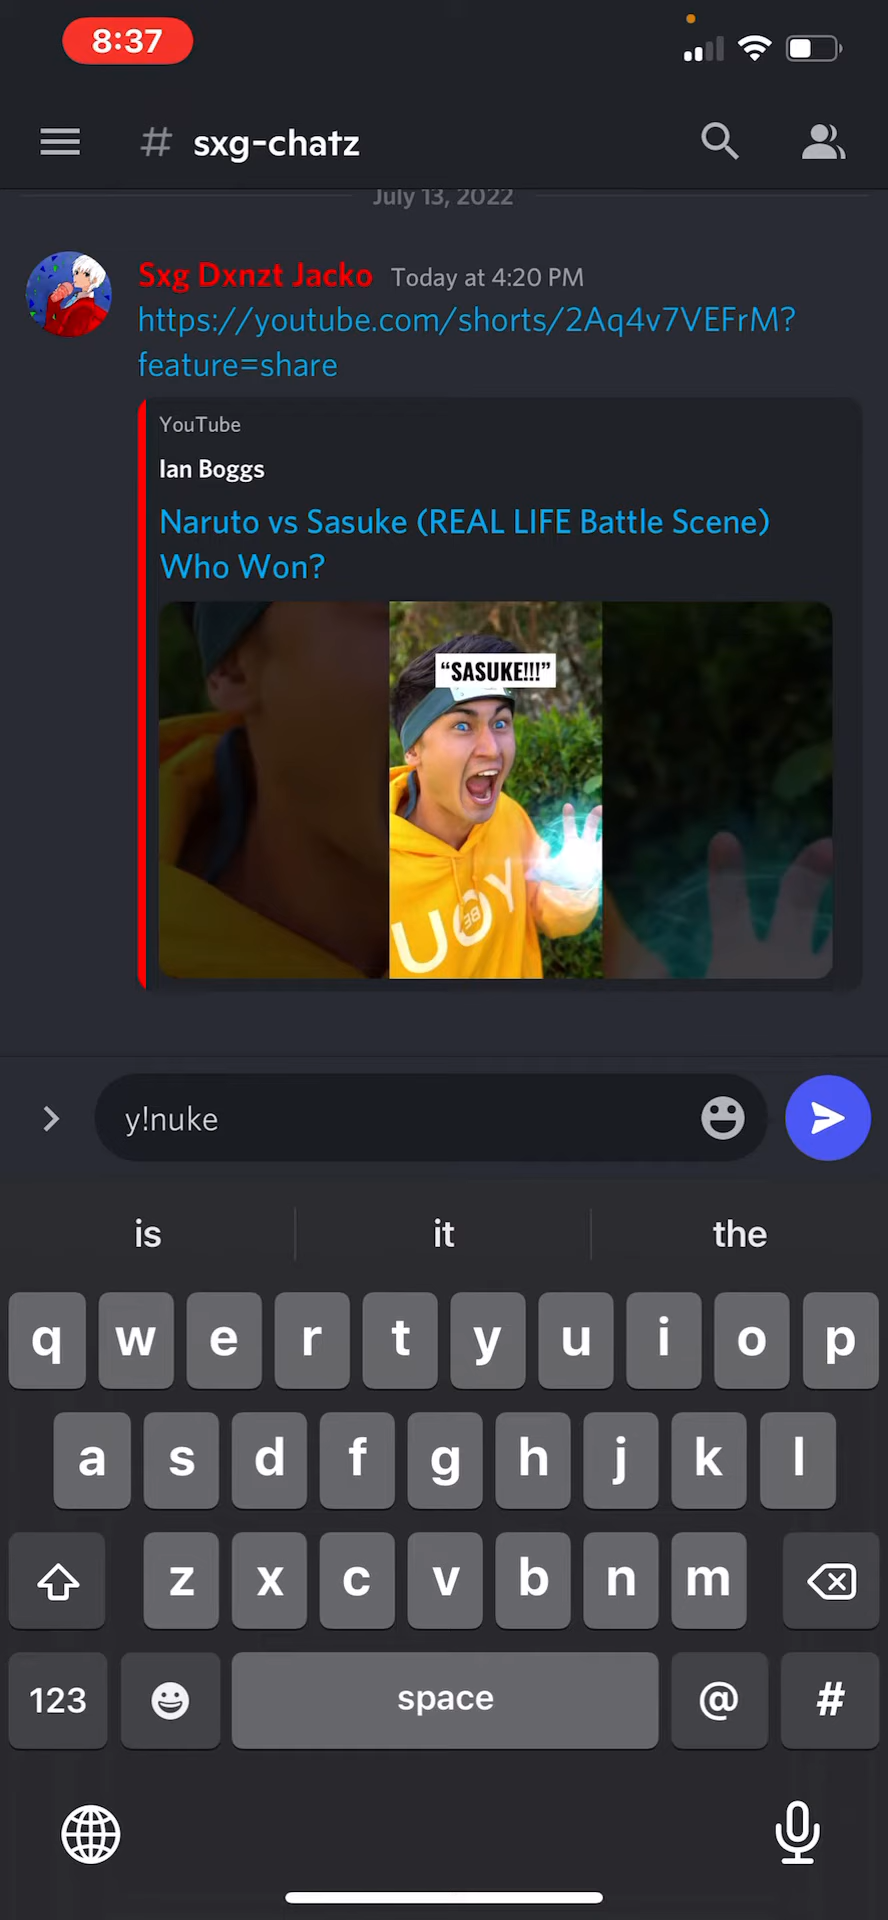 8:37
# sxg-chatz
July 13, 2022
Sxg Dxnzt Jacko Today at 4:20 PM
https://youtube.com/shorts/2Aq4v7VEFrM?
feature=share
YouTube
Ian Boggs
Naruto vs Sasuke (REAL LIFE Battle Scene)
Who Won?
“SASUKE!!!”
YOU
BE
y!nuke
is it the
q w e r t y u i o p
a s d f g h j k l
z x c v b n m
123 space @ #